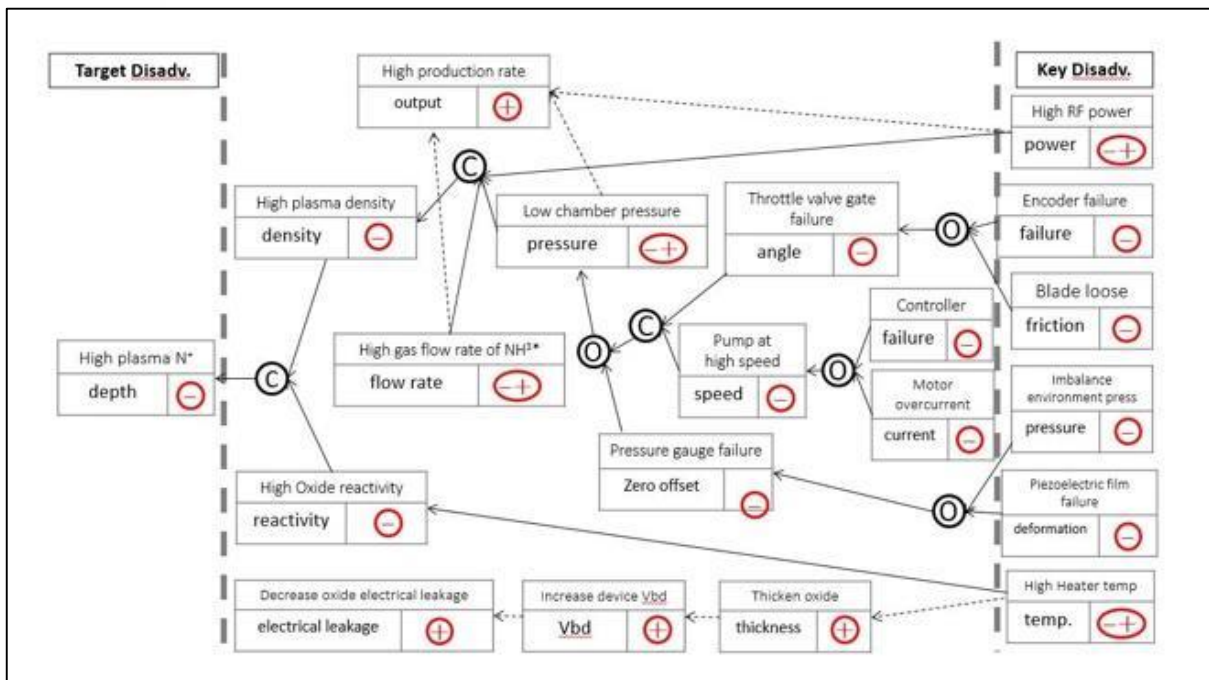 Target Disadv.
Key Disadv.
High production rate
output
+
High RF power
power
−+
C
High plasma density
density
−
Low chamber pressure
pressure
−+
Throttle valve gate
failure
angle
−
O
Encoder failure
failure
−
Blade loose
friction
−
High plasma N⁺
depth
−
C
High gas flow rate of NH³*
flow rate
−+
O
C
Pump at
high speed
speed
−
O
Controller
failure
−
Motor
overcurrent
current
−
Imbalance
environment press
pressure
−
Pressure gauge failure
Zero offset
−
O
Piezoelectric film
failure
deformation
−
High Oxide reactivity
reactivity
−
Decrease oxide electrical leakage
electrical leakage
+
Increase device Vbd
Vbd
+
Thicken oxide
thickness
+
High Heater temp
temp.
−+